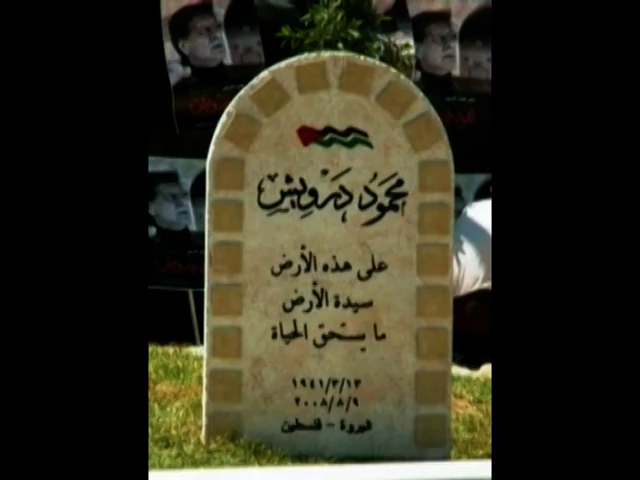 محمود درويش
على هذه الأرض
سيدة الأرض
ما يستحق الحياة
١٩٤١/٣/١٣
٢٠٠٨/٨/٩
البروة - فلسطين